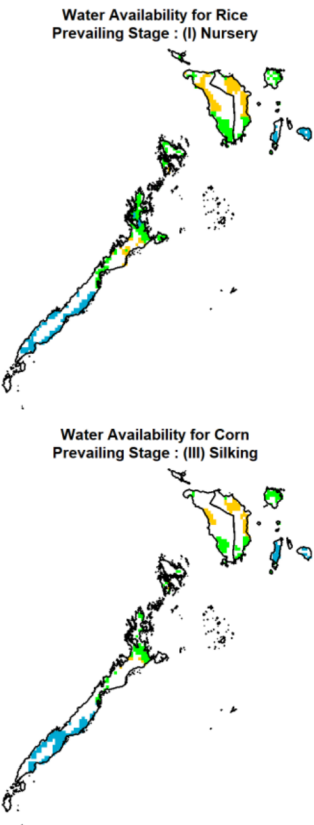 Water Availability for Rice
Prevailing Stage : (I) Nursery
Water Availability for Corn
Prevailing Stage : (III) Silking